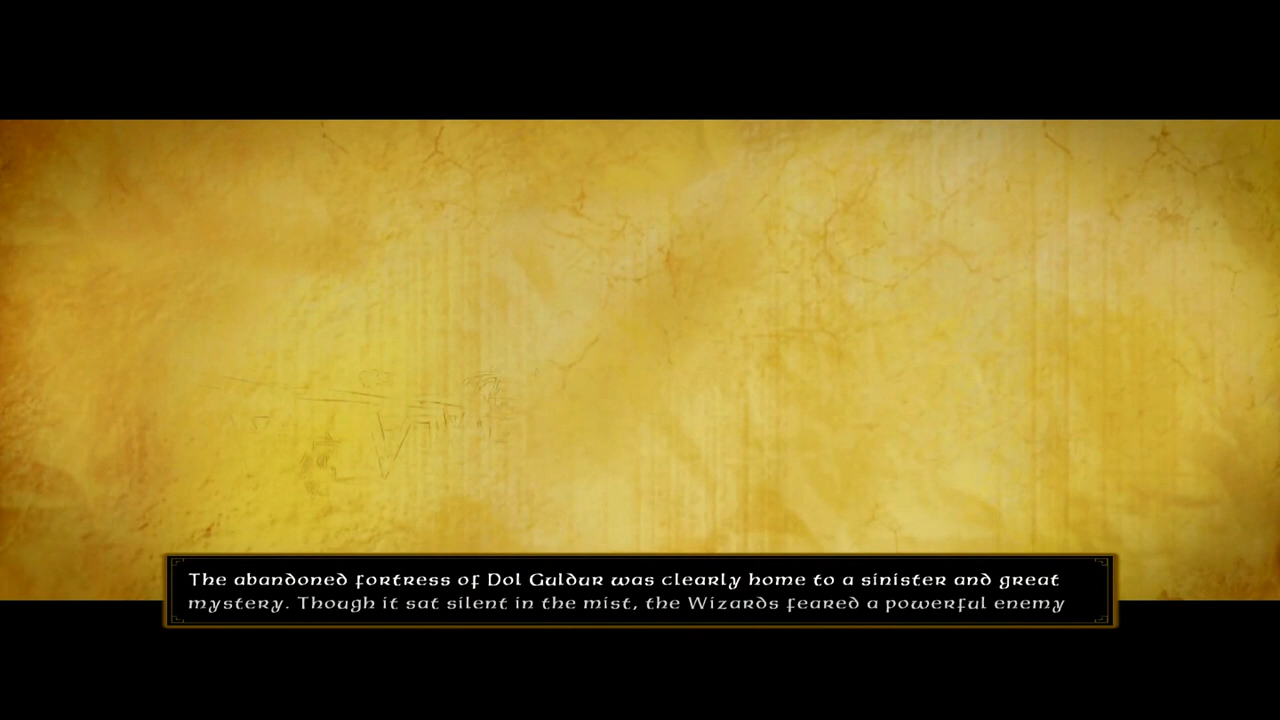 The abandoned fortress of Dol Guldur was clearly home to a sinister and great
mystery. Though it sat silent in the mist, the Wizards feared a powerful enemy